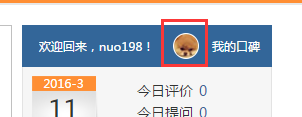 欢迎回来，nuo198！ 我的口碑
2016-3
11
今日评价 0
今日提问 0